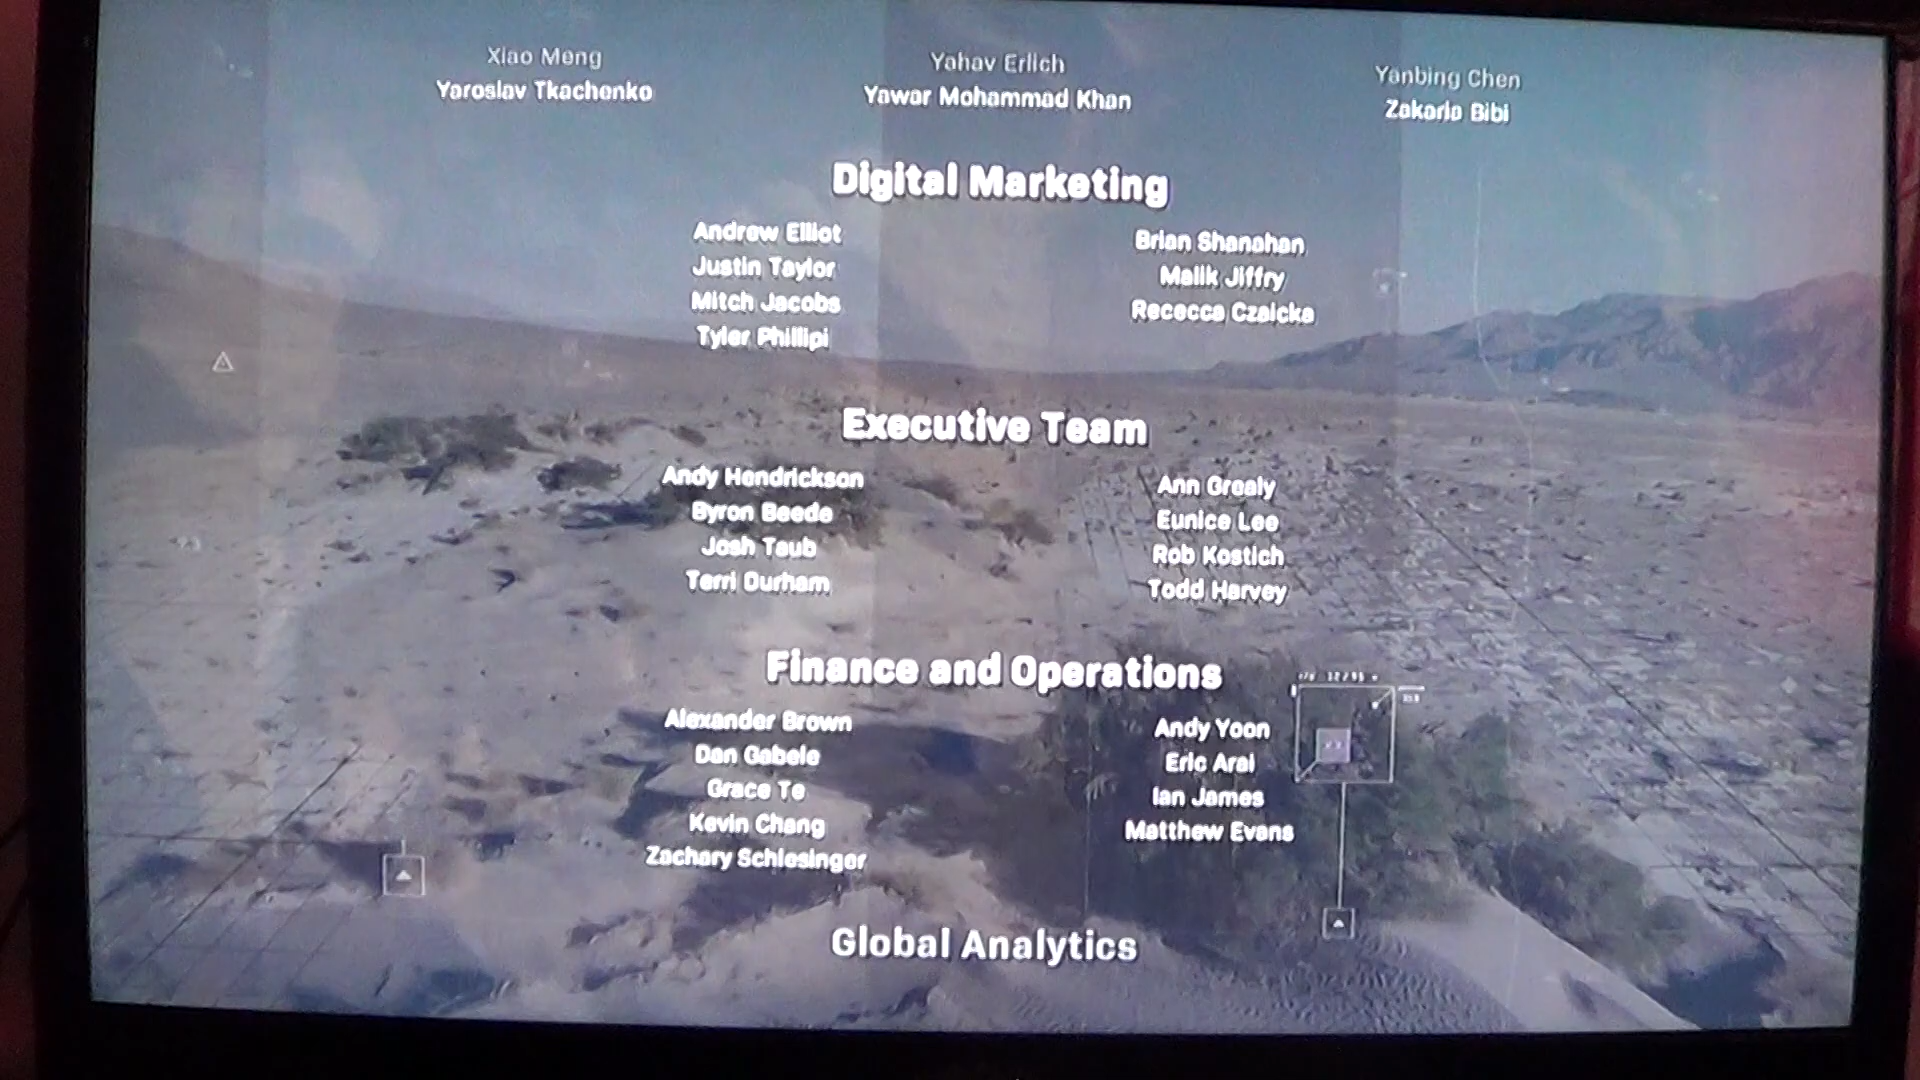 Xiao Meng Yahav Erlich Yanbing Chen
Yaroslav Tkachenko Yawar Mohammad Khan Zakaria Bibi
Digital Marketing
Andrew Elliot Brian Shanahan
Justin Taylor Malik Jiffry
Mitch Jacobs Rececca Czaicka
Tyler Phillipi
Executive Team
Andy Hendrickson Ann Grealy
Byron Beede Eunice Lee
Josh Taub Rob Kostich
Terri Durham Todd Harvey
Finance and Operations
Alexander Brown Andy Yoon
Dan Gabele Eric Arai
Grace Te Ian James
Kevin Chang Matthew Evans
Zachary Schlesinger
Global Analytics